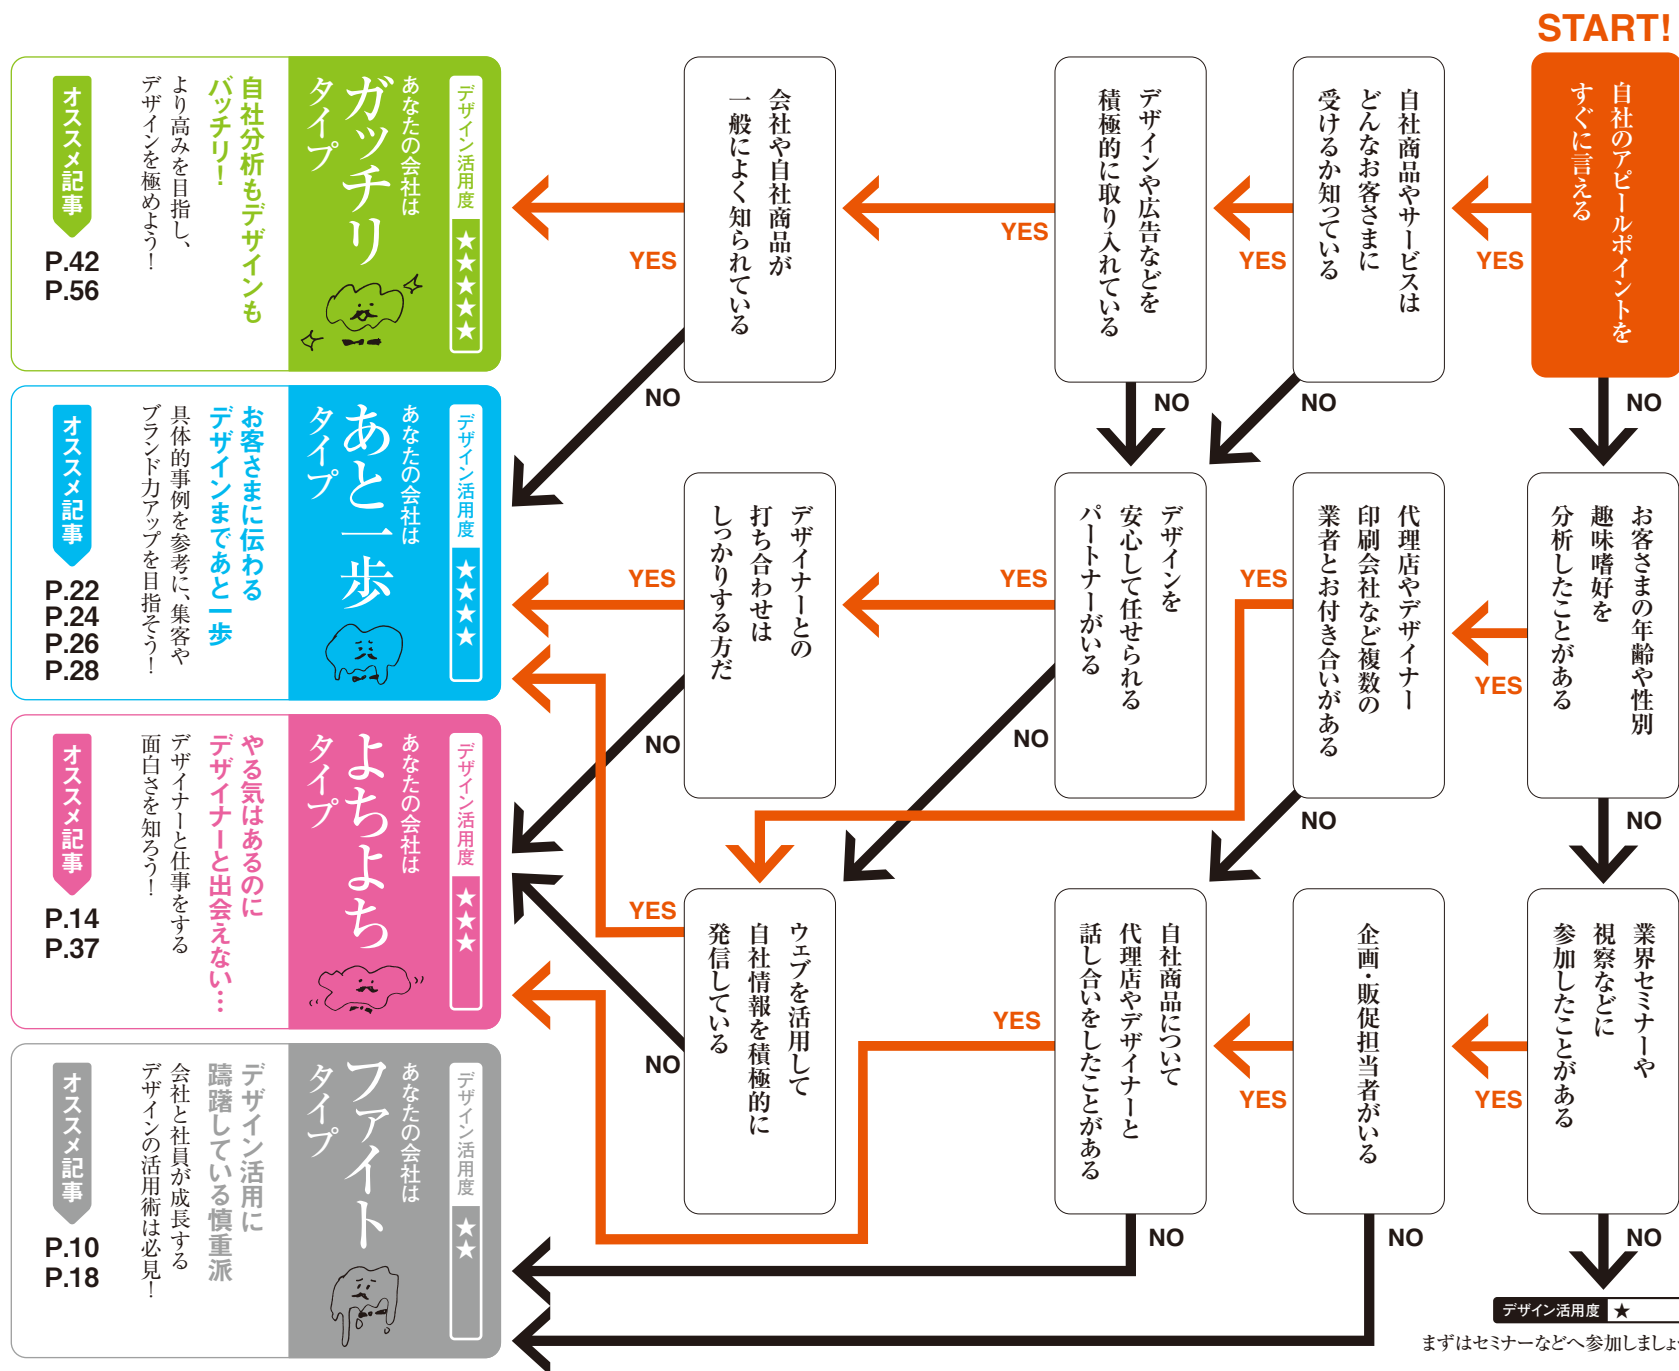 START!
自社のアピールポイントを
すぐに言える
YES
NO
自社商品やサービスは
どんなお客さまに
受けるか知っている
YES
NO
デザインや広告などを
積極的に取り入れている
YES
NO
会社や自社商品が
一般によく知られている
YES
NO
お客さまの年齢や性別
趣味嗜好を
分析したことがある
YES
NO
代理店やデザイナー
印刷会社など複数の
業者とお付き合いがある
YES
NO
デザインを
安心して任せられる
パートナーがいる
YES
NO
デザイナーとの
打ち合わせは
しっかりする方だ
YES
NO
業界セミナーや
視察などに
参加したことがある
YES
NO
企画・販促担当者がいる
YES
NO
自社商品について
代理店やデザイナーと
話し合いをしたことがある
YES
NO
ウェブを活用して
自社情報を積極的に
発信している
YES
NO
デザイン活用度 ★
まずはセミナーなどへ参加しましょ
デザイン活用度 ★★★★★
あなたの会社は
ガッチリ
タイプ
自社分析もデザインも
バッチリ！
より高みを目指し、
デザインを極めよう！
オススメ記事
P.42
P.56
デザイン活用度 ★★★★
あなたの会社は
あと一歩
タイプ
お客さまに伝わる
デザインまであと一歩
具体的事例を参考に、集客や
ブランド力アップを目指そう！
オススメ記事
P.22
P.24
P.26
P.28
デザイン活用度 ★★★
あなたの会社は
よちよち
タイプ
やる気はあるのに
デザイナーと出会えない…
デザイナーと仕事をする
面白さを知ろう！
オススメ記事
P.14
P.37
デザイン活用度 ★★
あなたの会社は
ファイト
タイプ
デザイン活用に
躊躇している慎重派
会社と社員が成長する
デザインの活用術は必見！
オススメ記事
P.10
P.18